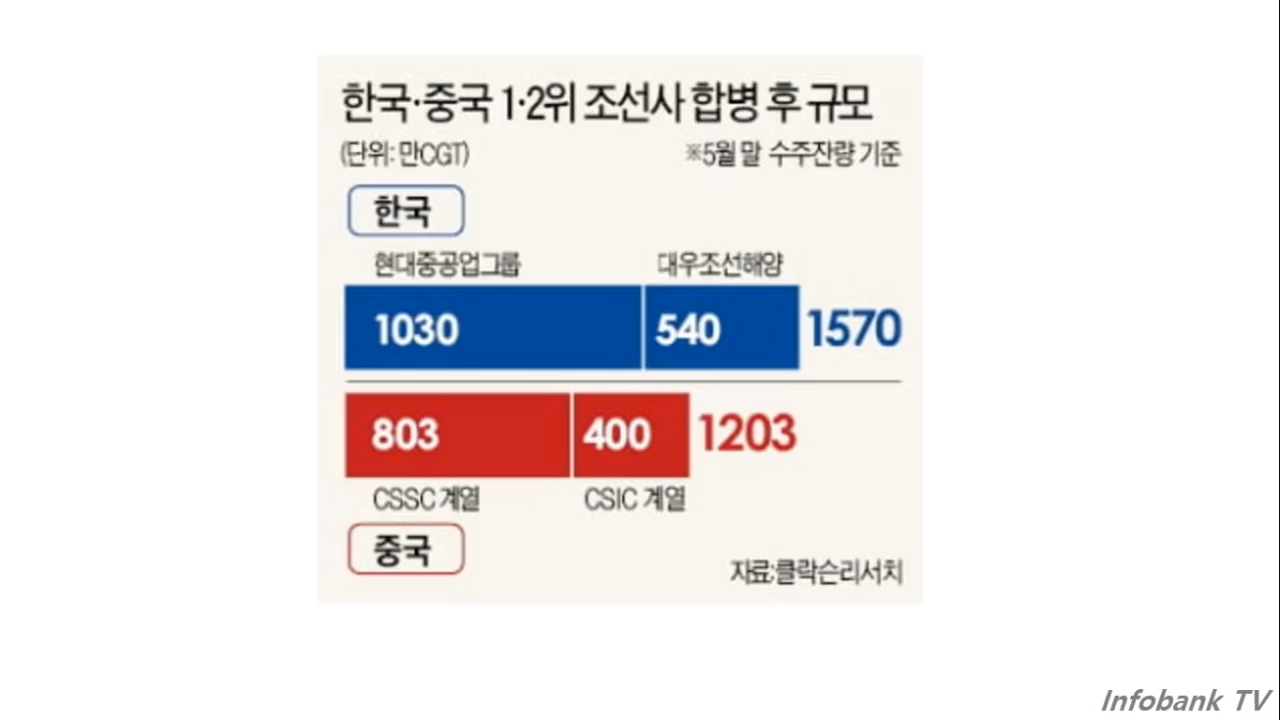 한국·중국 1·2위 조선사 합병 후 규모
(단위: 만CGT) ※5월 말 수주잔량 기준
한국
현대중공업그룹 대우조선해양
1030 540 1570
803 400 1203
CSSC 계열 CSIC 계열
중국
자료:클락슨리서치
Infobank TV